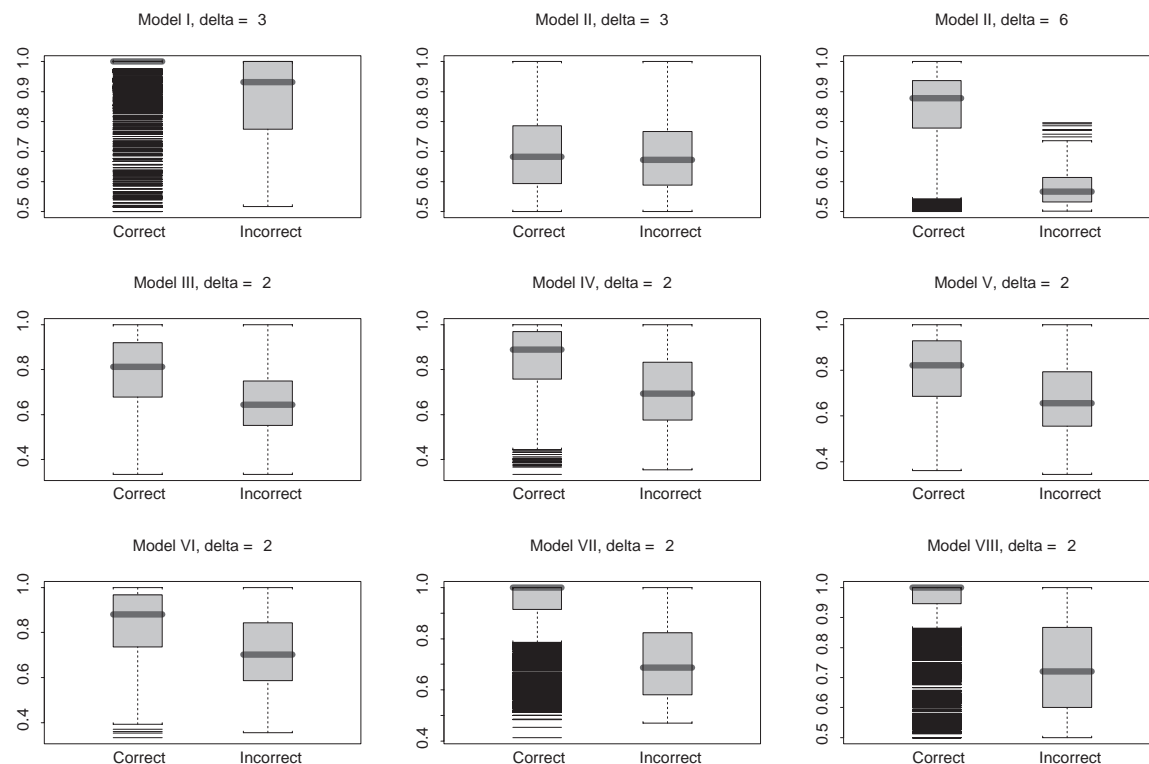 Model I, delta = 3
1.0
0.9
0.8
0.7
0.6
0.5
Correct Incorrect
Model II, delta = 3
1.0
0.9
0.8
0.7
0.6
0.5
Correct Incorrect
Model II, delta = 6
1.0
0.9
0.8
0.7
0.6
0.5
Correct Incorrect
Model III, delta = 2
1.0
0.8
0.6
0.4
Correct Incorrect
Model IV, delta = 2
1.0
0.8
0.6
0.4
Correct Incorrect
Model V, delta = 2
1.0
0.8
0.6
0.4
Correct Incorrect
Model VI, delta = 2
1.0
0.8
0.6
0.4
Correct Incorrect
Model VII, delta = 2
1.0
0.8
0.6
0.4
Correct Incorrect
Model VIII, delta = 2
1.0
0.9
0.8
0.7
0.6
0.5
Correct Incorrect